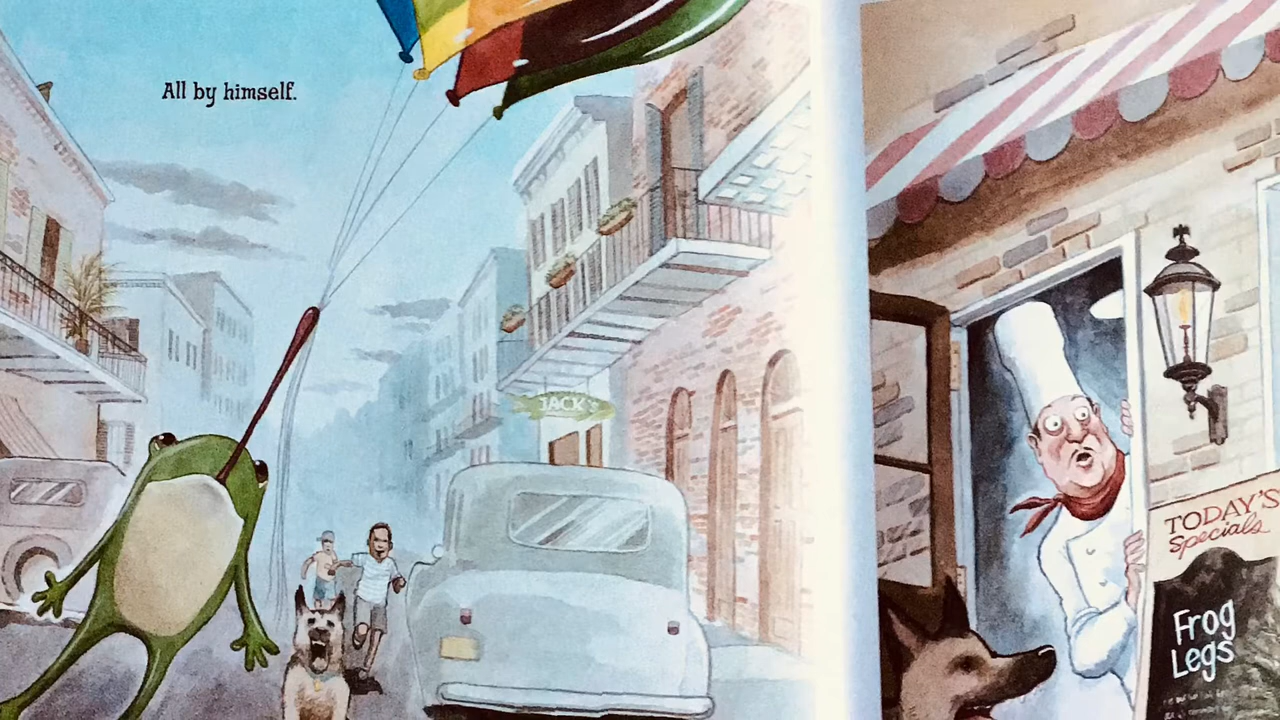 All by himself.
JACK'S
TODAY'S
Specials
Frog
Legs